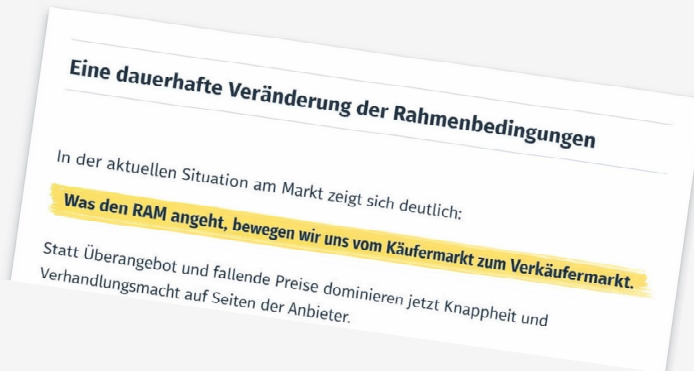 Eine dauerhafte Veränderung der Rahmenbedingungen
In der aktuellen Situation am Markt zeigt sich deutlich:
Was den RAM angeht, bewegen wir uns vom Käufermarkt zum Verkäufermarkt.
Statt Überangebot und fallende Preise dominieren jetzt Knappheit und
Verhandlungsmacht auf Seiten der Anbieter.